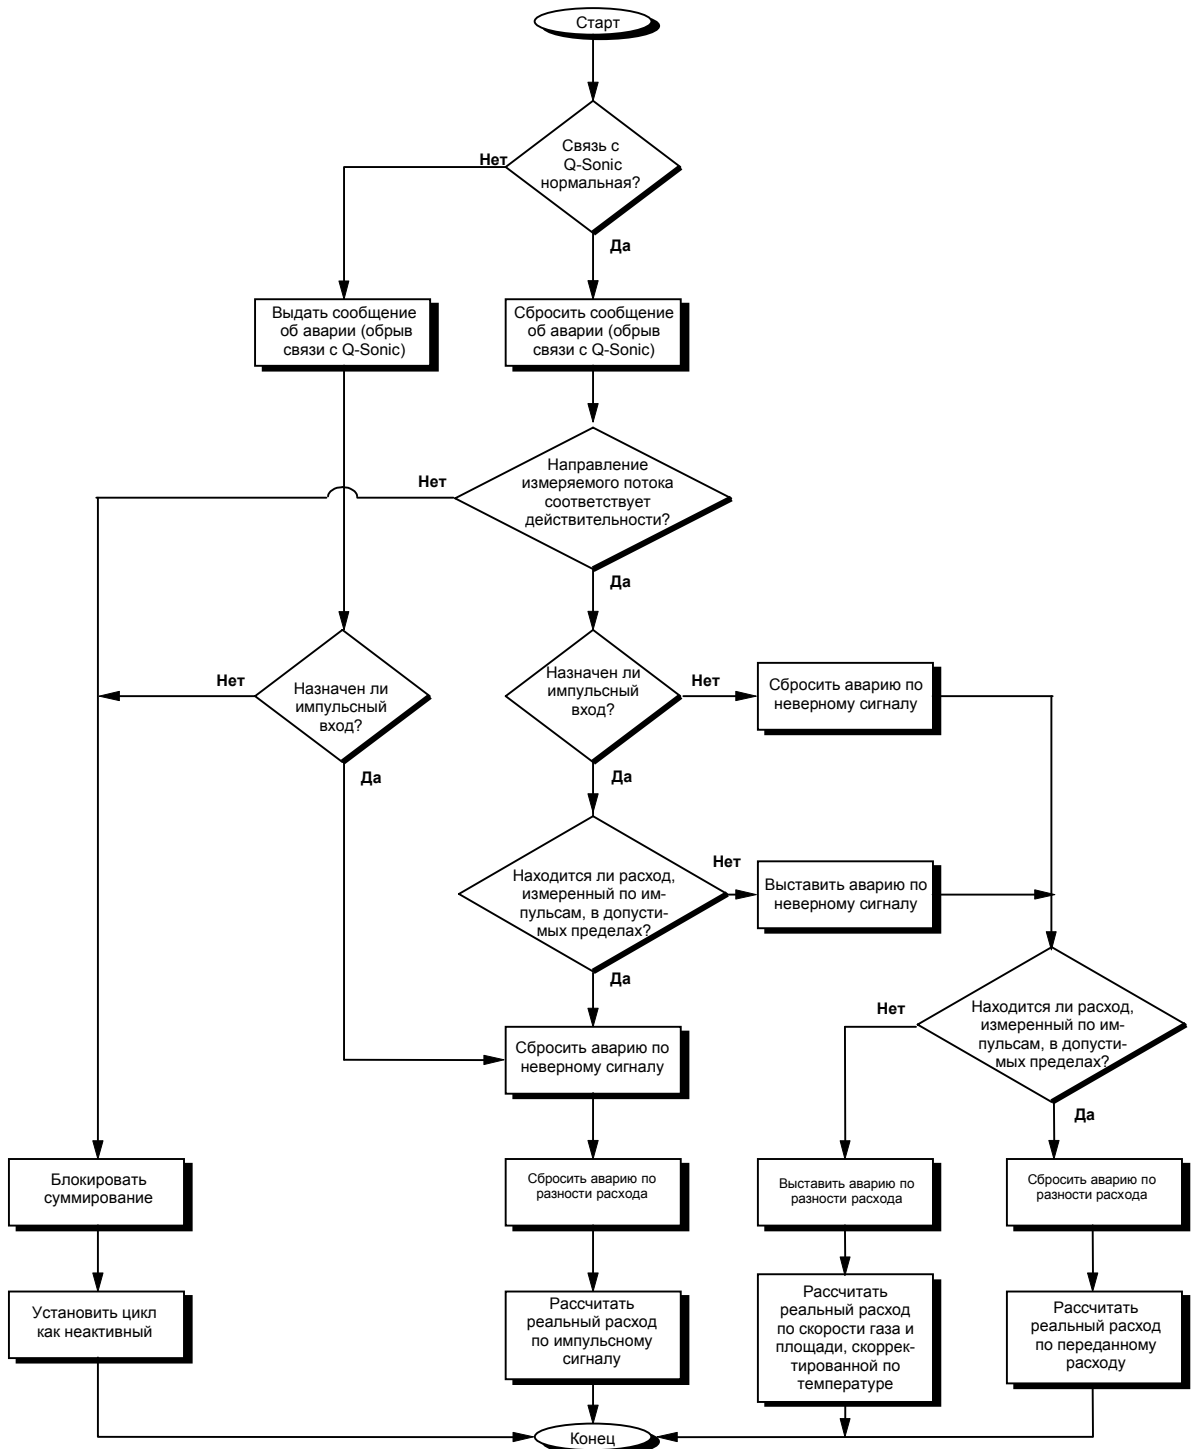 Старт
Связь с
Q-Sonic
нормальная?
Нет
Да
Выдать сообщение
об аварии (обрыв
связи с Q-Sonic)
Сбросить сообщение
об аварии (обрыв
связи с Q-Sonic)
Направление
измеряемого потока
соответствует
действительности?
Нет
Да
Назначен ли
импульсный
вход?
Нет
Да
Назначен ли
импульсный
вход?
Нет
Да
Сбросить аварию по
неверному сигналу
Находится ли расход,
измеренный по им-
пульсам, в допусти-
мых пределах?
Нет
Да
Выставить аварию по
неверному сигналу
Находится ли расход,
измеренный по им-
пульсам, в допусти-
мых пределах?
Нет
Да
Сбросить аварию по
неверному сигналу
Блокировать
суммирование
Сбросить аварию по
разности расхода
Выставить аварию по
разности расхода
Сбросить аварию по
разности расхода
Установить цикл
как неактивный
Рассчитать
реальный расход
по импульсному
сигналу
Рассчитать
реальный расход
по скорости газа и
площади, скоррек-
тированной по
температуре
Рассчитать
реальный расход
по переданному
расходу
Конец